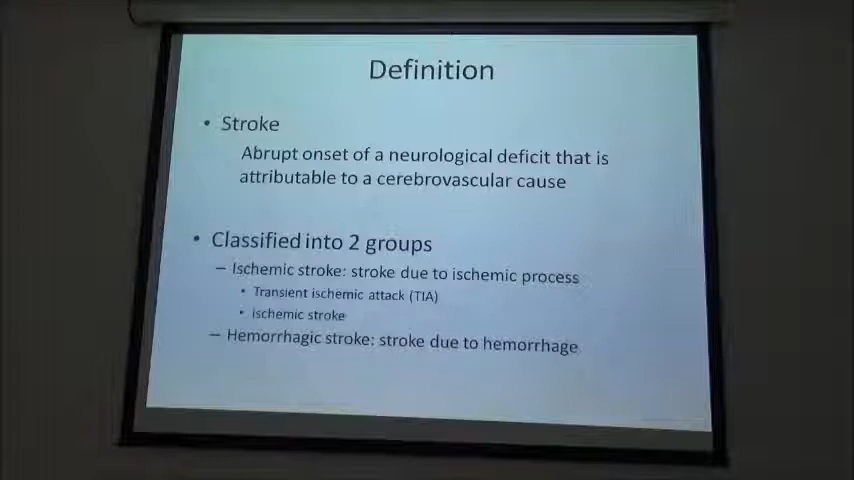 Definition
• Stroke
Abrupt onset of a neurological deficit that is
attributable to a cerebrovascular cause
• Classified into 2 groups
– Ischemic stroke: stroke due to ischemic process
• Transient ischemic attack (TIA)
• Ischemic stroke
– Hemorrhagic stroke: stroke due to hemorrhage